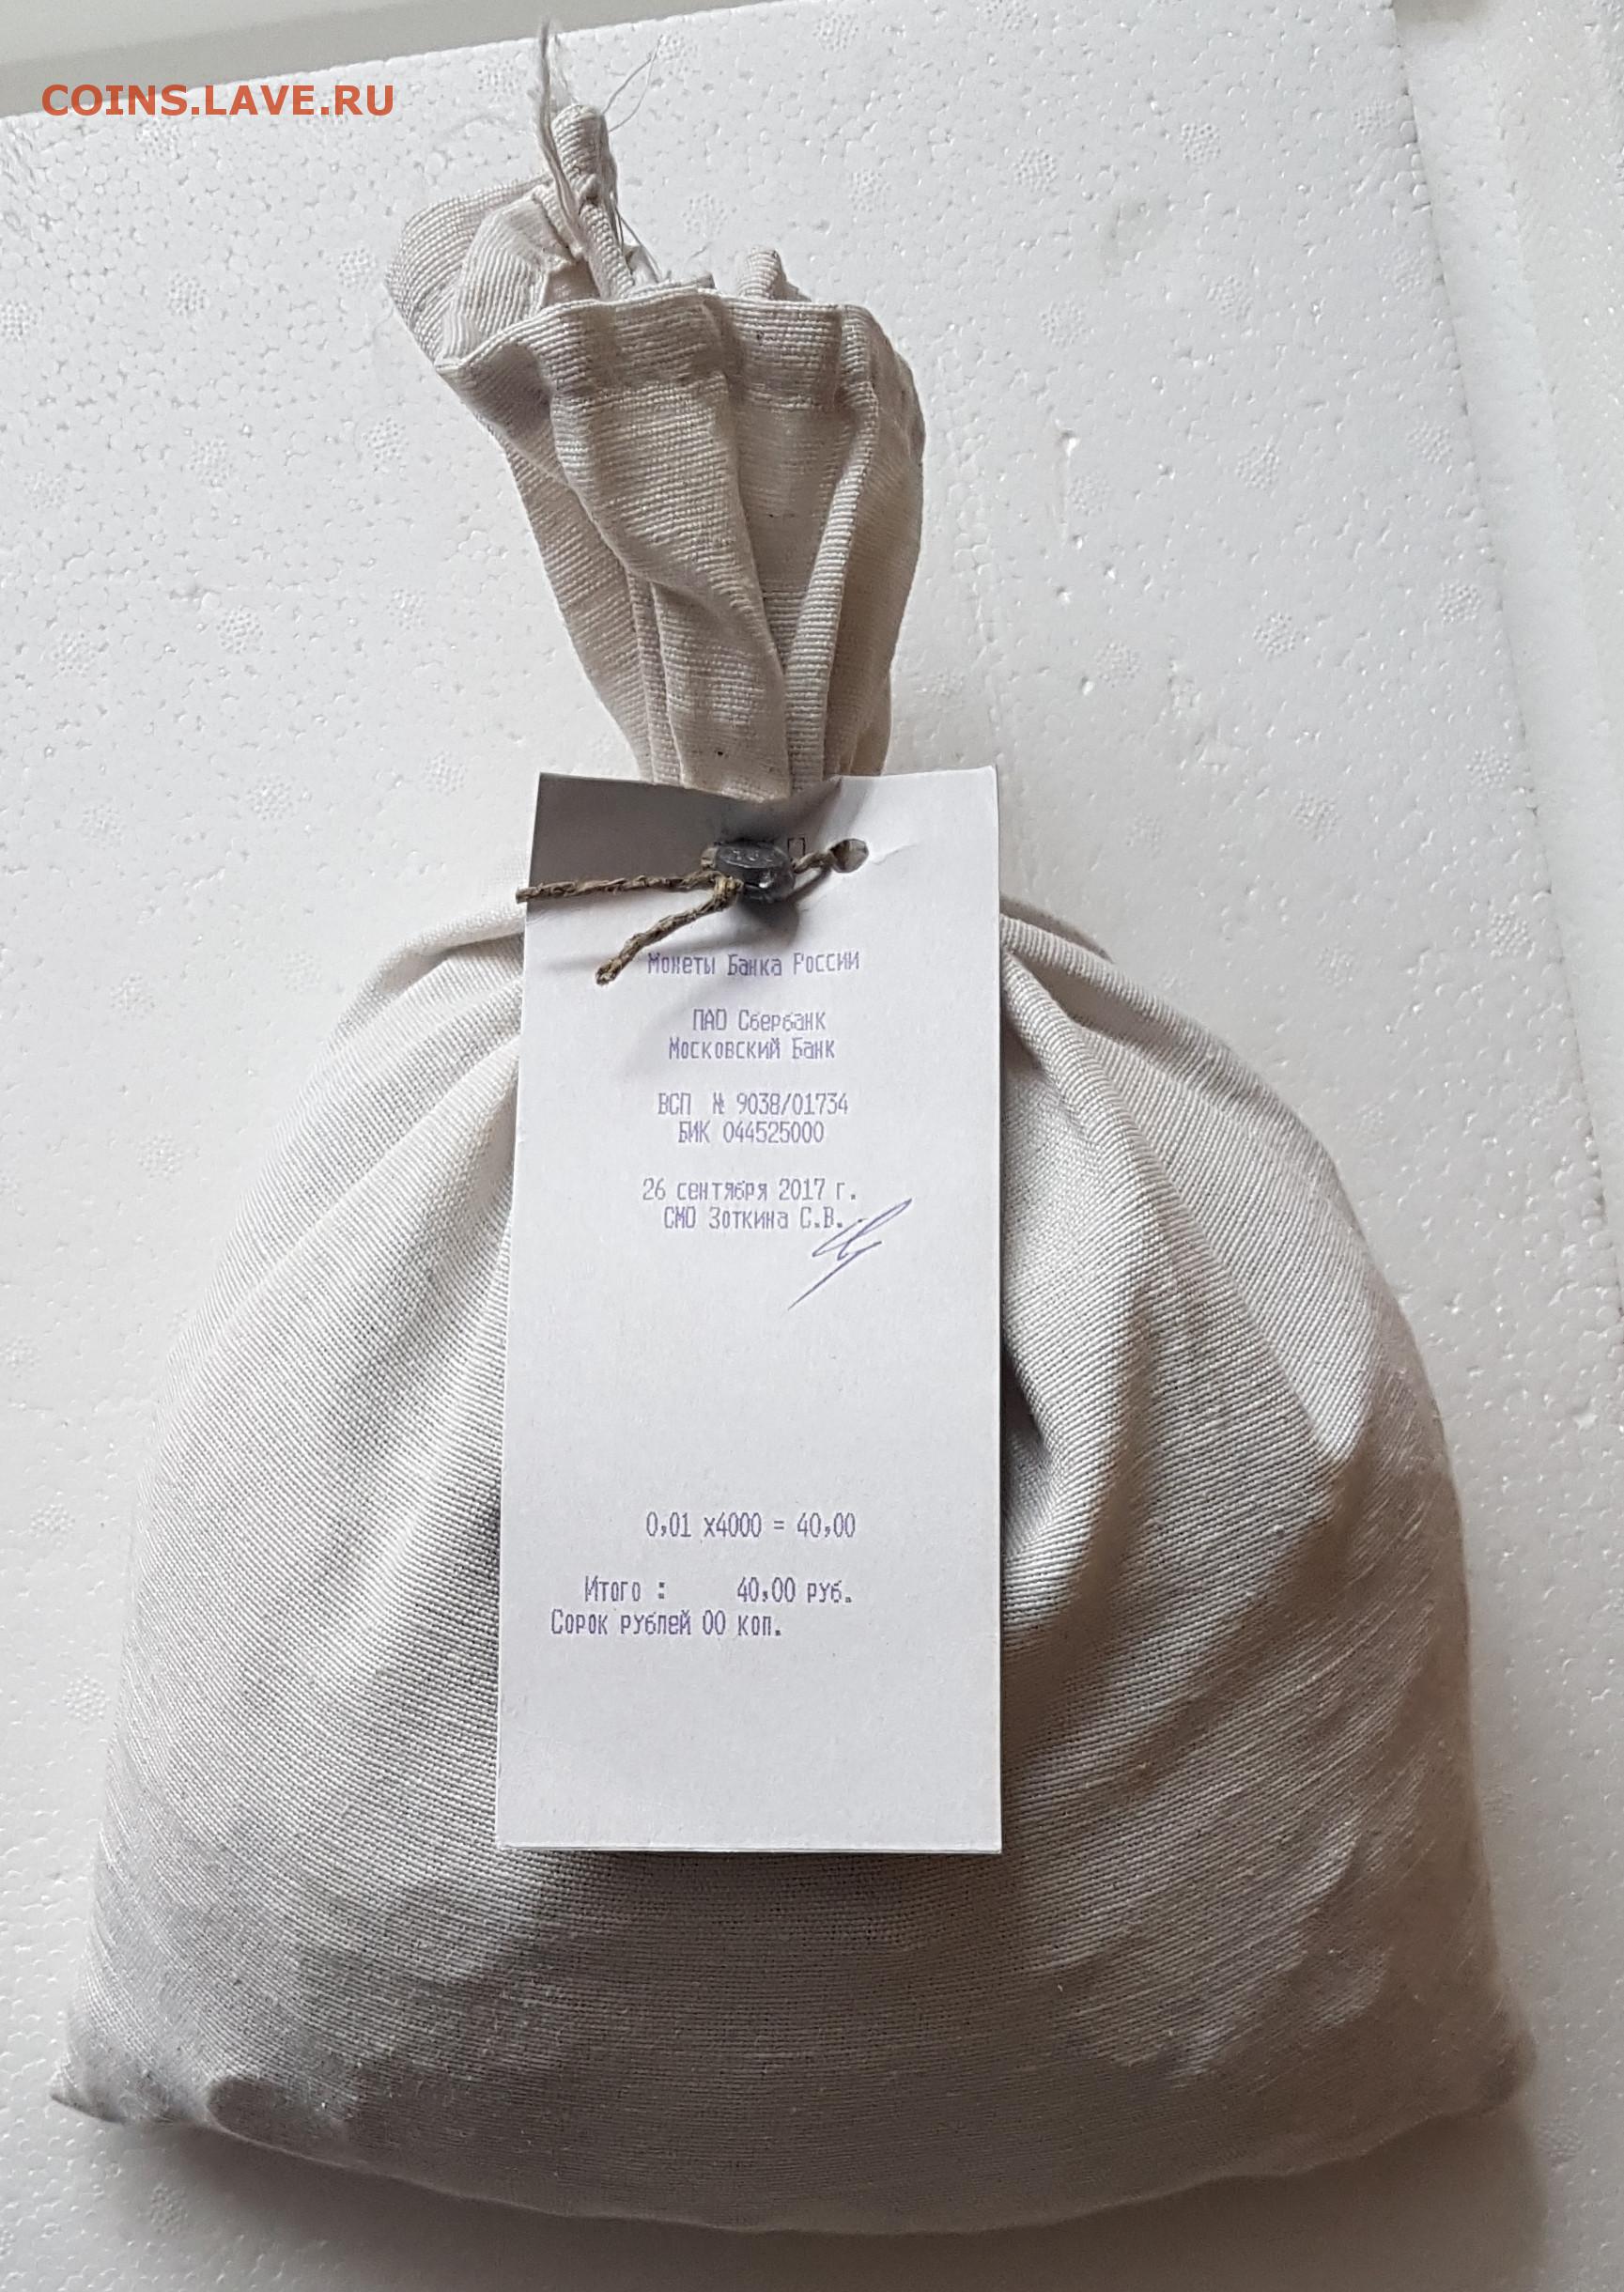 COINS.LAVE.RU
Монеты Банка России
ПАО Сбербанк
Московский Банк
ВСП № 9038/01734
БИК 044525000
26 сентября 2017 г.
СМО Зоткина С.В.
0,01 х4000 = 40,00
Итого : 40,00 руб.
Сорок рублей 00 коп.